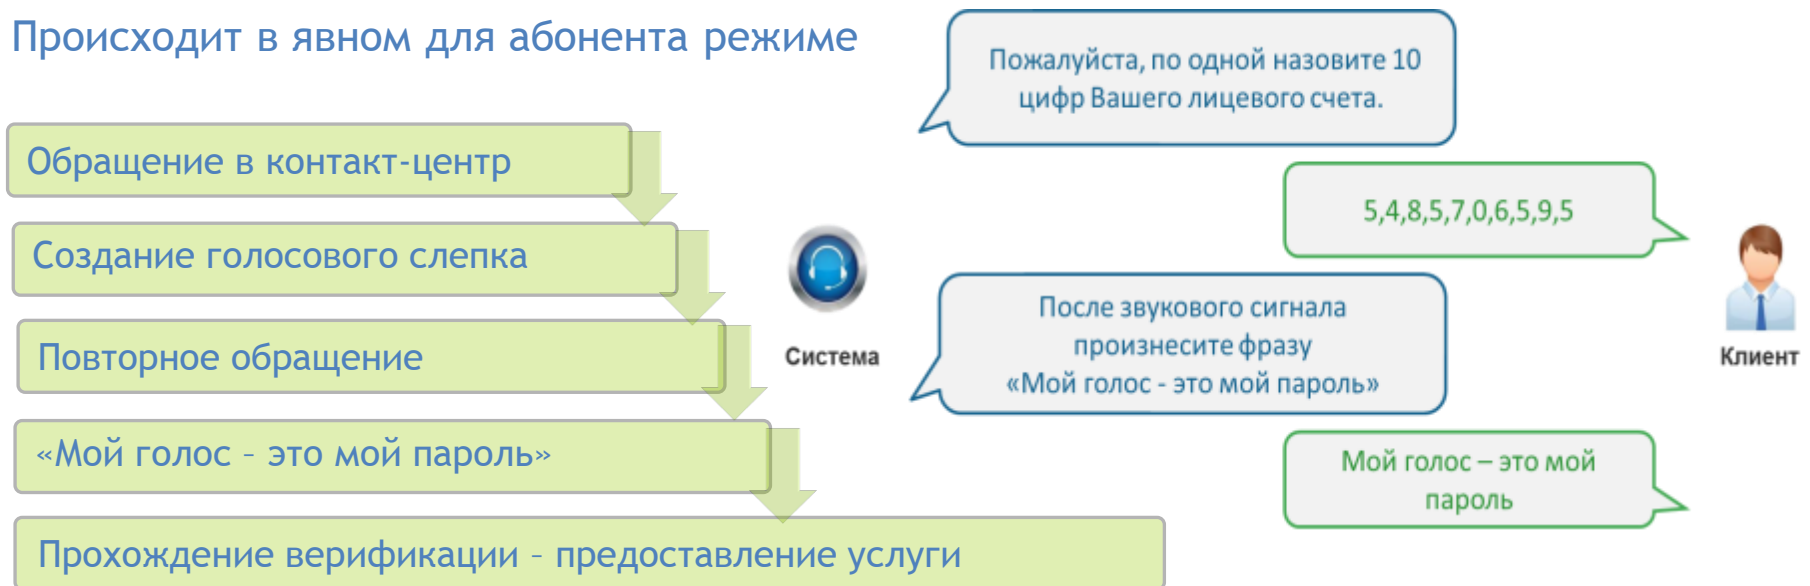 Происходит в явном для абонента режиме
Обращение в контакт-центр
Создание голосового слепка
Повторное обращение
«Мой голос – это мой пароль»
Прохождение верификации – предоставление услуги
Пожалуйста, по одной назовите 10
цифр Вашего лицевого счета.
5,4,8,5,7,0,6,5,9,5
Система
После звукового сигнала
произнесите фразу
«Мой голос - это мой пароль»
Клиент
Мой голос – это мой
пароль